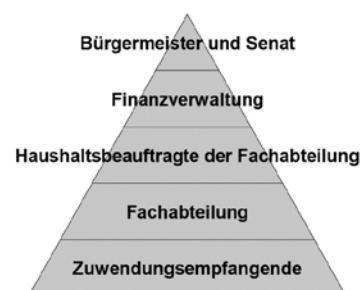 Bürgermeister und Senat
Finanzverwaltung
Haushaltsbeauftragte der Fachabteilung
Fachabteilung
Zuwendungsempfangende